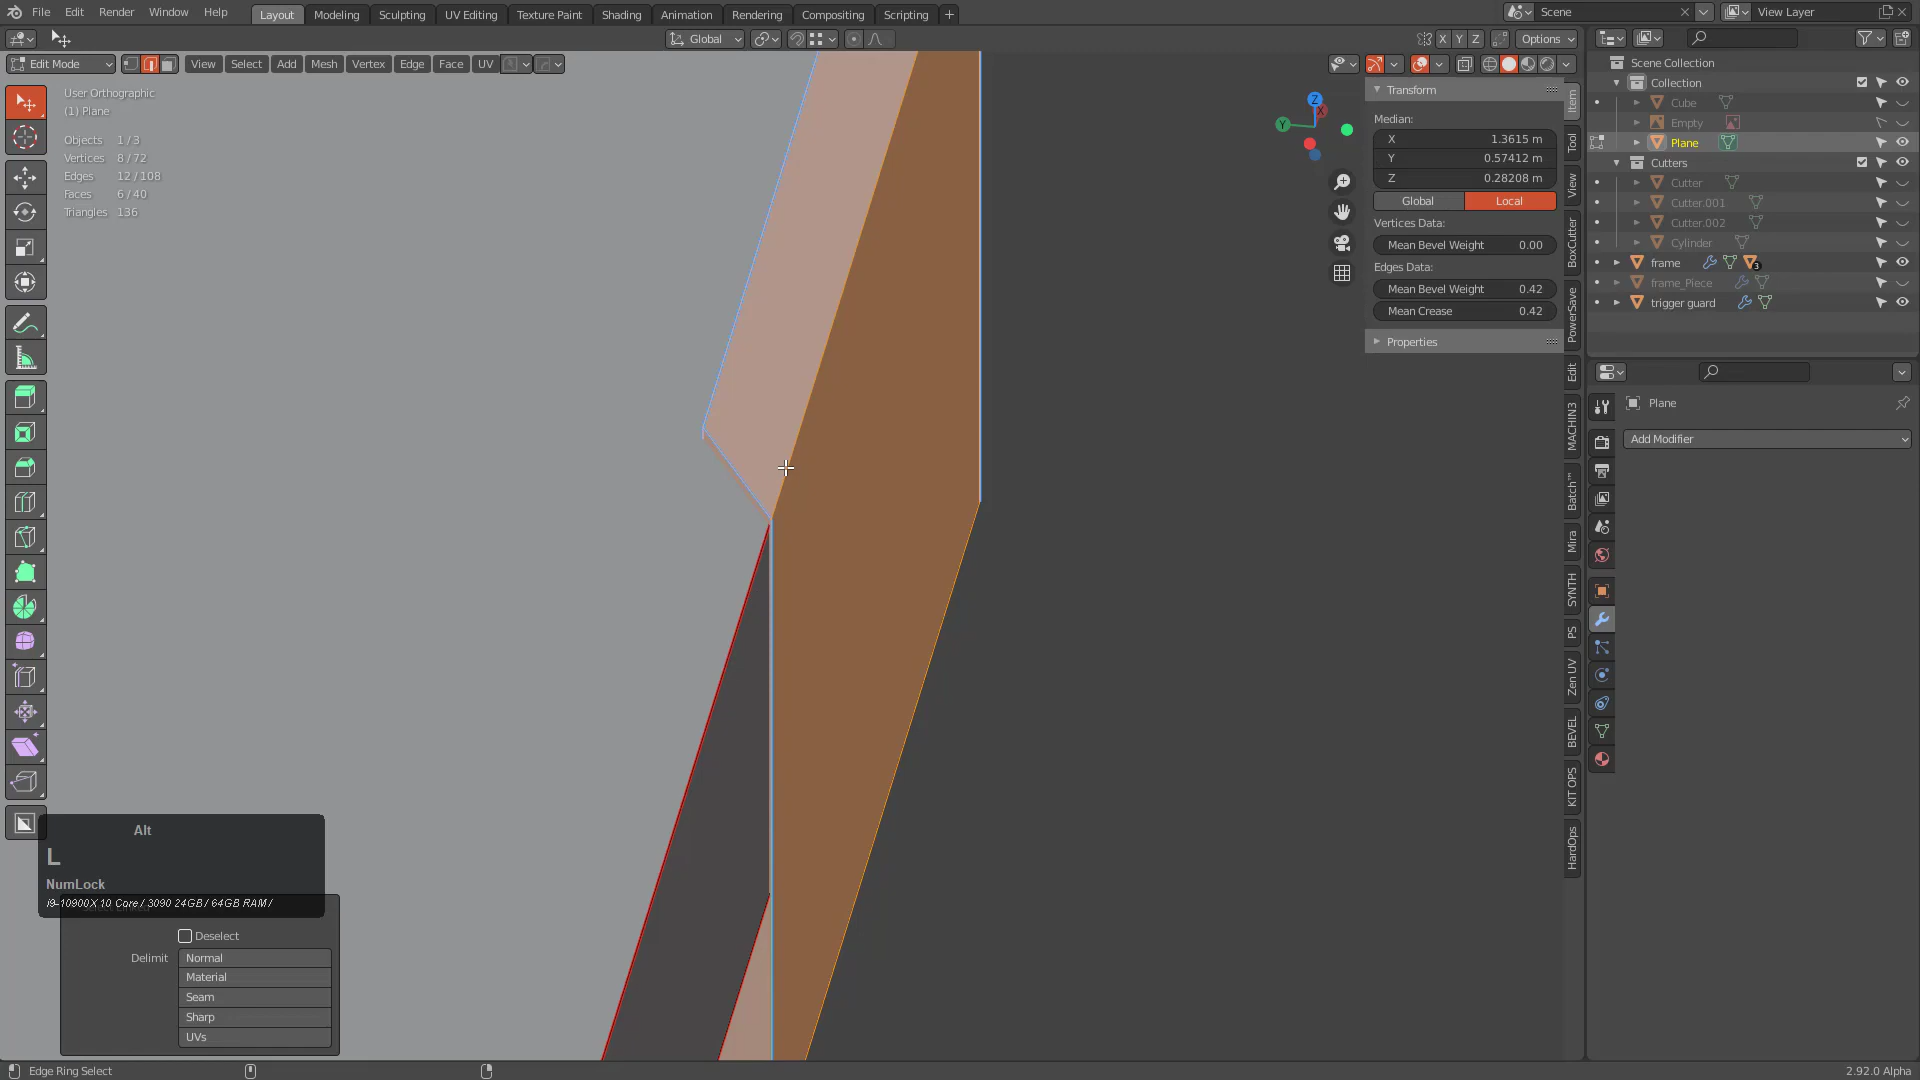 File Edit Render Window Help Layout Modeling Sculpting UV Editing Texture Paint Shading Animation Rendering Compositing Scripting + Scene View Layer
Global X Y Z Options
Edit Mode View Select Add Mesh Vertex Edge Face UV
User Orthographic
(1) Plane
Objects 1/3
Vertices 8/72
Edges 12/108
Faces 6/40
Triangles 136
Z
X
Y
Transform
Median:
X 1.3615 m
Y 0.57412 m
Z 0.28208 m
Global Local
Vertices Data:
Mean Bevel Weight 0.00
Edges Data:
Mean Bevel Weight 0.42
Mean Crease 0.42
Properties
Item
Tool
View
BoxCutter
PowerSave
Edit
MACHIN3
Batch™
Mira
SYNTH
PS
Zen UV
BEVEL
KIT OPS
HardOps
Scene Collection
Collection
Cube
Empty
Plane
Cutters
Cutter
Cutter.001
Cutter.002
Cylinder
frame 3
frame_Piece
trigger guard
Plane
Add Modifier
Alt
L
NumLock
i9-10900X 10 Core / 3090 24GB / 64GB RAM /
Deselect
Delimit Normal
Material
Seam
Sharp
UVs
Edge Ring Select
2.92.0 Alpha